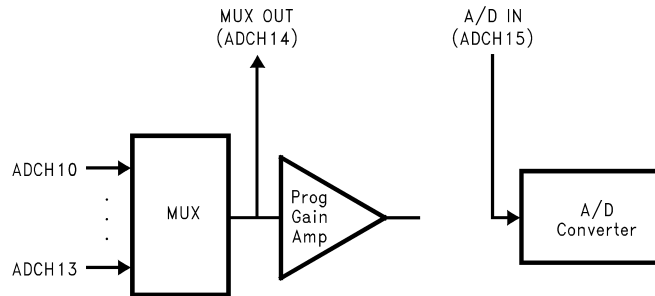 MUX OUT
(ADCH14)
A/D IN
(ADCH15)
ADCH10
MUX
ADCH13
Prog
Gain
Amp
A/D
Converter